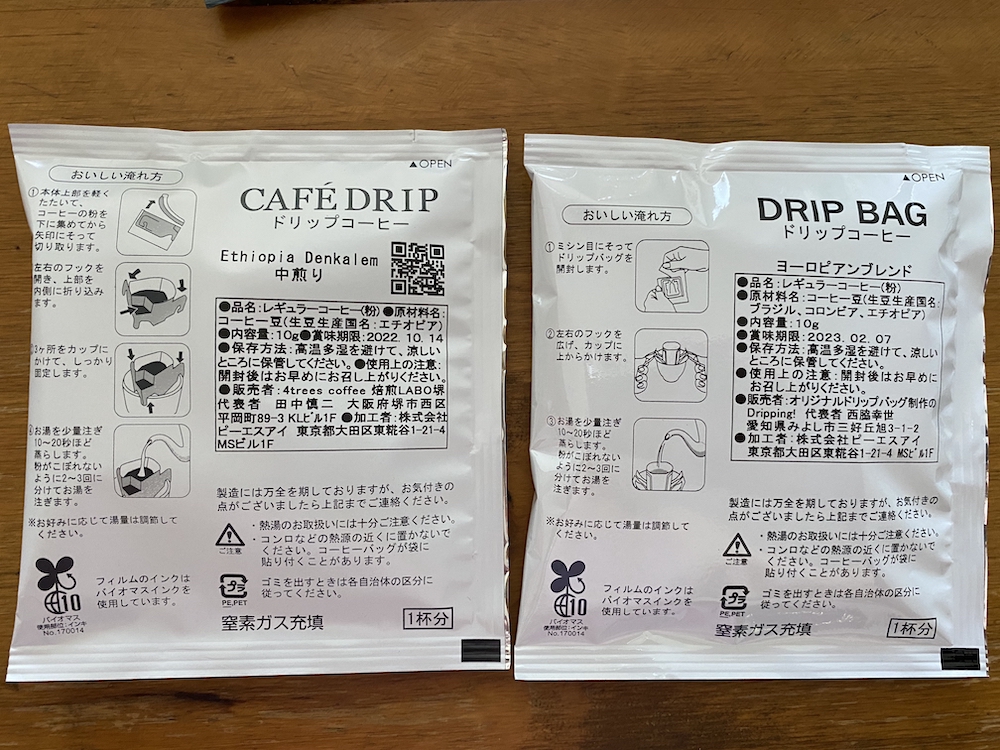 ▲OPEN
おいしい淹れ方
①本体上部を軽く
たたいて、
コーヒーの粉を
下に集めてから
矢印にそって
切り取ります。
左右のフックを
開き、上部を
内側に折り込み
ます。
3ヶ所をカップに
かけて、しっかり
固定します。
お湯を少量注ぎ
10〜20秒ほど
蒸らします。
粉がこぼれない
ように2〜3回に
分けてお湯を
注ぎます。
※お好みに応じて湯量は調節して
ください。
CAFÉ DRIP
ドリップコーヒー
Ethiopia Denkalem
中煎り
●品名:レギュラーコーヒー(粉)●原材料名:
コーヒー豆(生豆生産国名:エチオピア)
●内容量:10g●賞味期限:2022.10.14
●保存方法:高温多湿を避けて、涼しい
ところに保管してください。●使用上の注意:
開封後はお早めにお召し上がりください。
●販売者:4trees coffee 焙煎LABO堺
代表者 田中慎二 大阪府堺市西区
平岡町89-3 KLビル1F ●加工者:株式会社
ピーエスアイ 東京都大田区東糀谷1-21-4
MSビル1F
製造には万全を期しておりますが、お気付きの
点がございましたら上記までご連絡ください。
ご注意
・熱湯のお取扱いには十分ご注意ください。
・コンロなどの熱源の近くに置かないで
ください。コーヒーバッグが袋に
貼り付くことがあります。
10
バイオマス
使用部位:インキ
No.170014
フィルムのインクは
バイオマスインクを
使用しています。
プラ
PE,PET
ゴミを出すときは各自治体の区分に
従ってください。
窒素ガス充填
1杯分
▲OPEN
おいしい淹れ方
①ミシン目にそって
ドリップバッグを
開封します。
②左右のフックを
広げ、カップに
上からかけます。
③お湯を少量注ぎ
10〜20秒ほど
蒸らします。
粉がこぼれない
ように2〜3回に
分けてお湯を
注ぎます。
※お好みに応じて湯量は調節して
ください。
DRIP BAG
ドリップコーヒー
ヨーロピアンブレンド
●品名:レギュラーコーヒー(粉)
●原材料名:コーヒー豆(生豆生産国名:
ブラジル、コロンビア、エチオピア)
●内容量:10g
●賞味期限:2023.02.07
●保存方法:高温多湿を避けて、涼しい
ところに保管してください。
●使用上の注意:開封後はお早めに
お召し上がりください。
●販売者:オリジナルドリップバッグ制作の
Dripping! 代表者 西脇幸世
愛知県みよし市三好丘旭3-1-2
●加工者:株式会社ピーエスアイ
東京都大田区東糀谷1-21-4 MSビル1F
製造には万全を期しておりますが、お気付きの
点がございましたら上記までご連絡ください。
ご注意
・熱湯のお取扱いには十分ご注意ください。
・コンロなどの熱源の近くに置かないで
ください。コーヒーバッグが袋に
貼り付くことがあります。
10
バイオマス
使用部位:インキ
No.170014
フィルムのインクは
バイオマスインクを
使用しています。
プラ
PE,PET
ゴミを出すときは各自治体の区分に
従ってください。
窒素ガス充填
1杯分